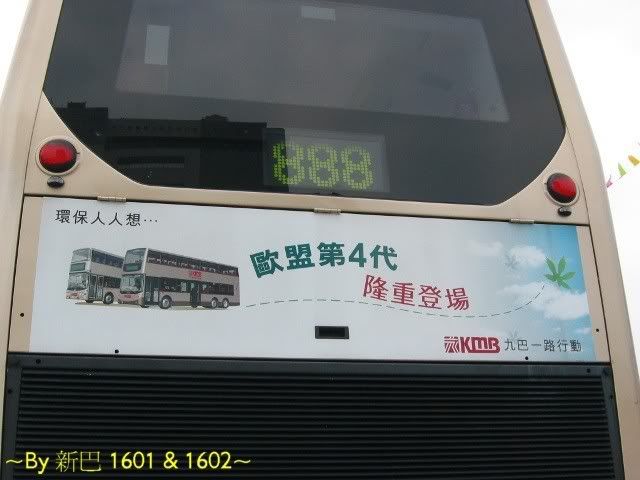 888
環保人人想…
歐盟第4代
隆重登場
KMB 九巴一路行動
~By 新巴 1601 & 1602~